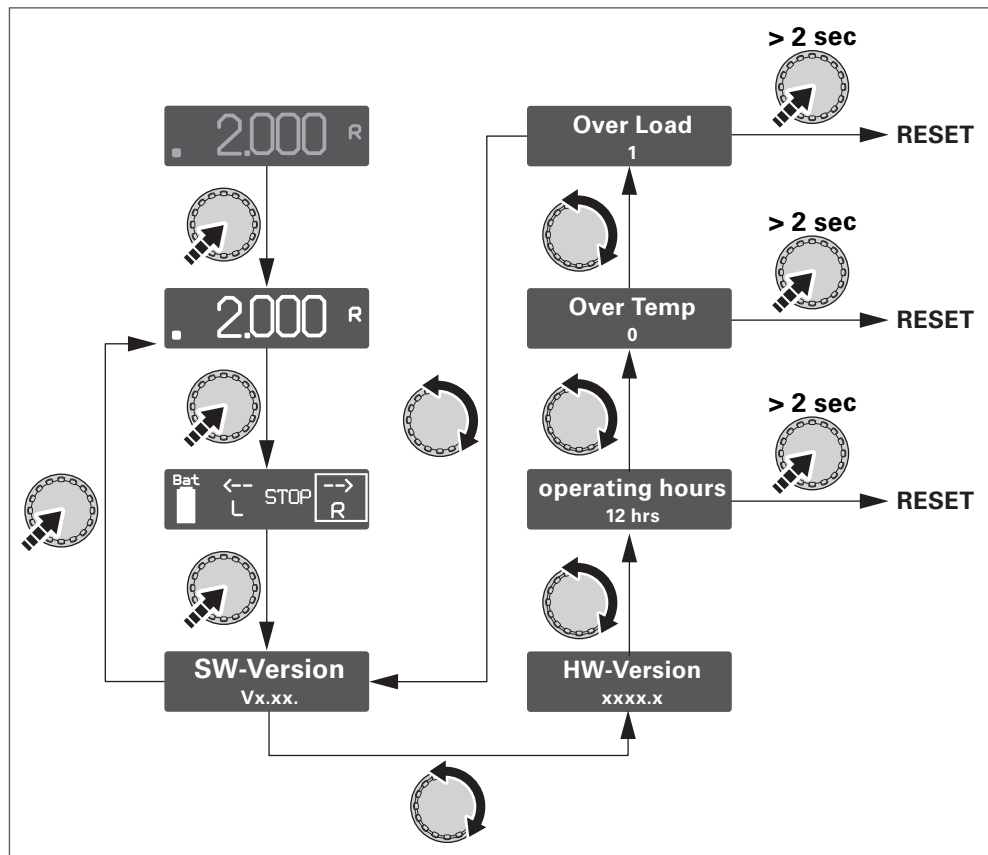 2.000 R
2.000 R
Bat
<-- STOP -->
L R
SW-Version
Vx.xx.
> 2 sec
Over Load
1
RESET
> 2 sec
Over Temp
0
RESET
> 2 sec
operating hours
12 hrs
RESET
HW-Version
xxxx.x